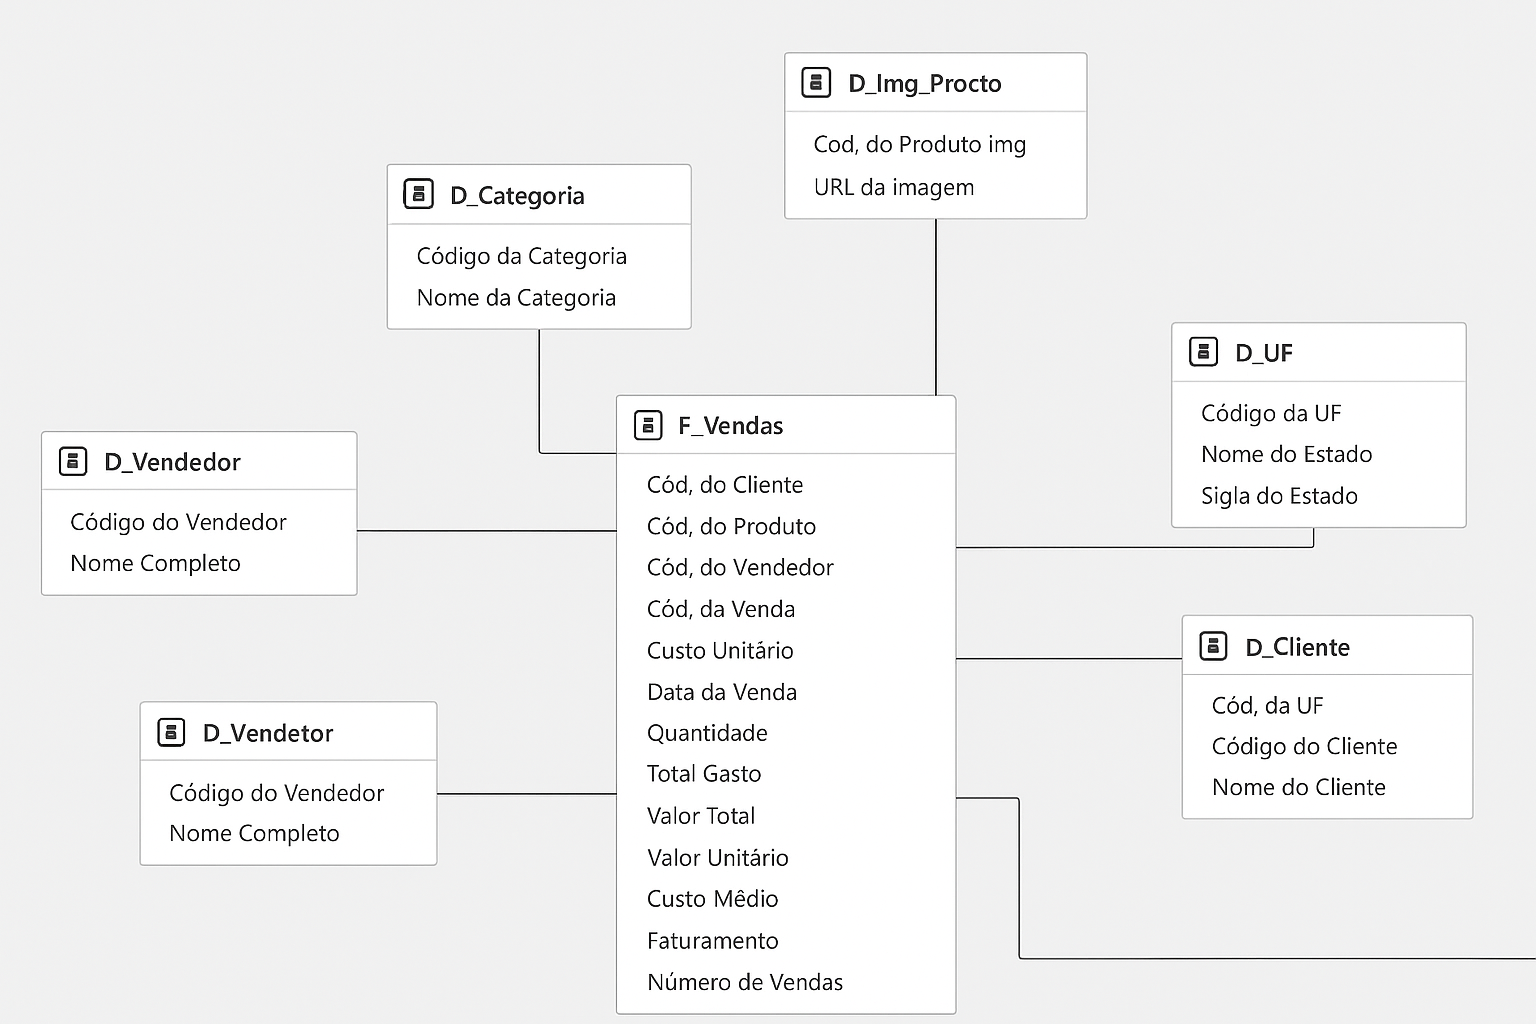 D_Img_Procto
Cod, do Produto img
URL da imagem
D_Categoria
Código da Categoria
Nome da Categoria
D_UF
Código da UF
Nome do Estado
Sigla do Estado
D_Vendedor
Código do Vendedor
Nome Completo
F_Vendas
Cód, do Cliente
Cód, do Produto
Cód, do Vendedor
Cód, da Venda
Custo Unitário
Data da Venda
Quantidade
Total Gasto
Valor Total
Valor Unitário
Custo Mêdio
Faturamento
Número de Vendas
D_Cliente
Cód, da UF
Código do Cliente
Nome do Cliente
D_Vendetor
Código do Vendedor
Nome Completo